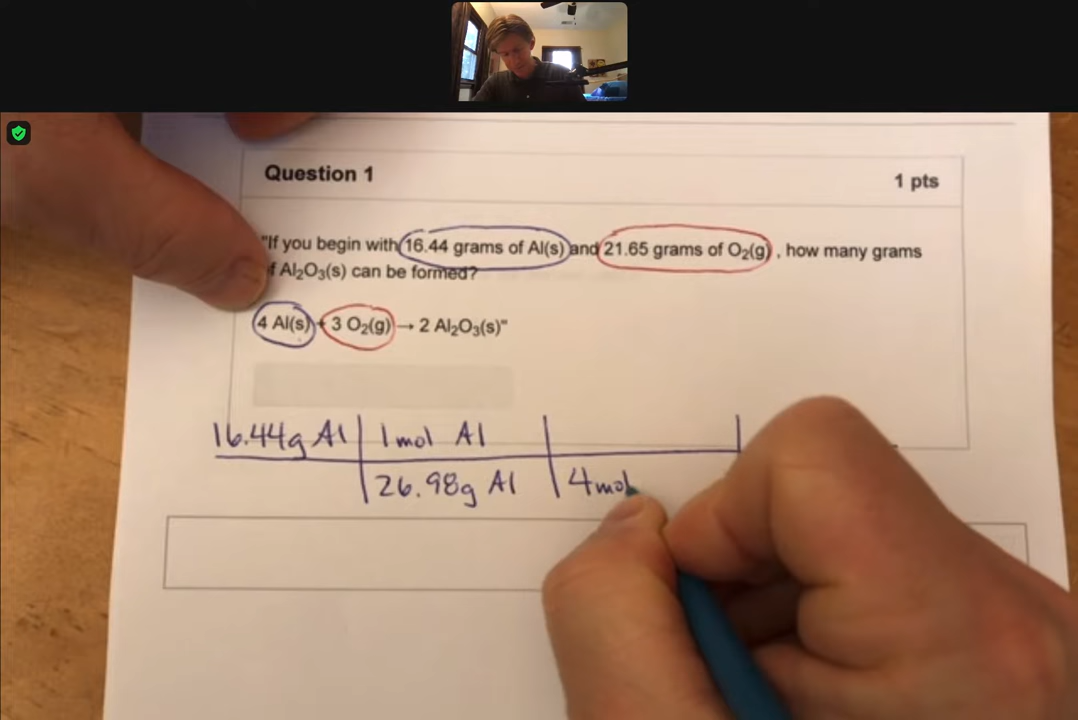 Question 1
1 pts
"If you begin with 16.44 grams of Al(s) and 21.65 grams of O₂(g) , how many grams
f Al₂O₃(s) can be formed?
4 Al(s) + 3 O₂(g) → 2 Al₂O₃(s)"
16.44g Al 1mol Al
26.98g Al 4mol